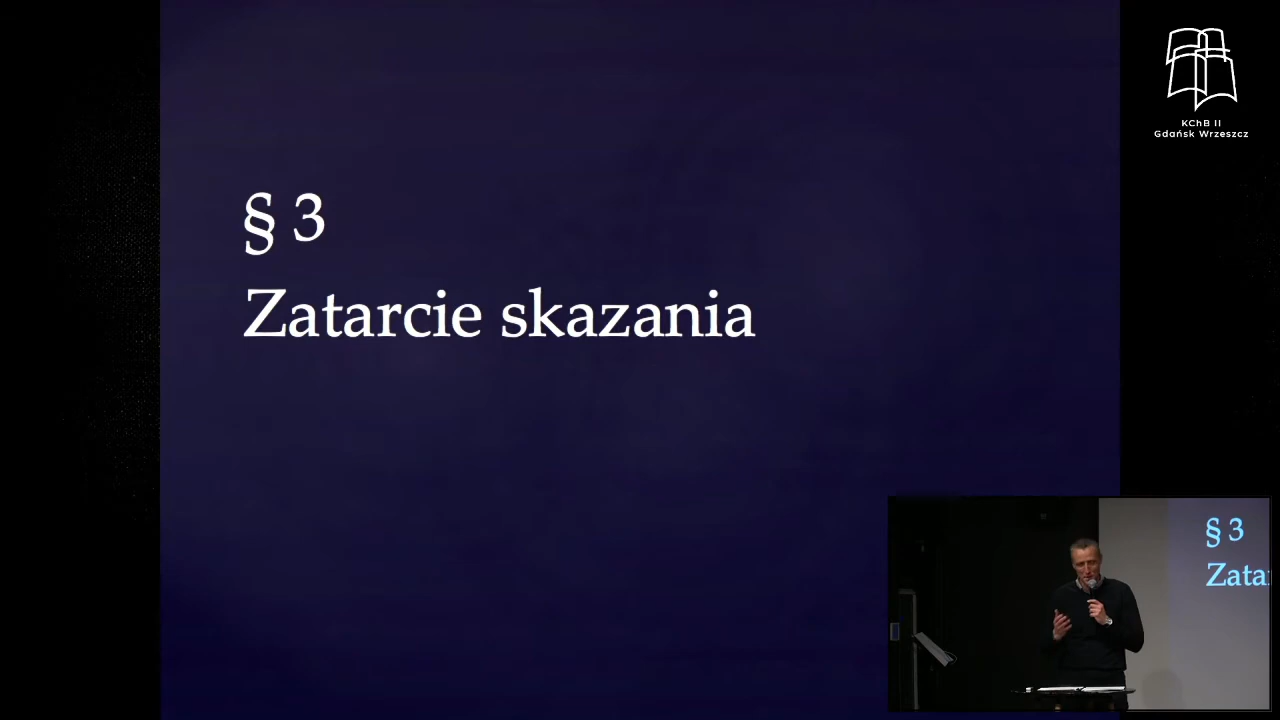 § 3
Zatarcie skazania
KChB II
Gdańsk Wrzeszcz
§ 3
Zata